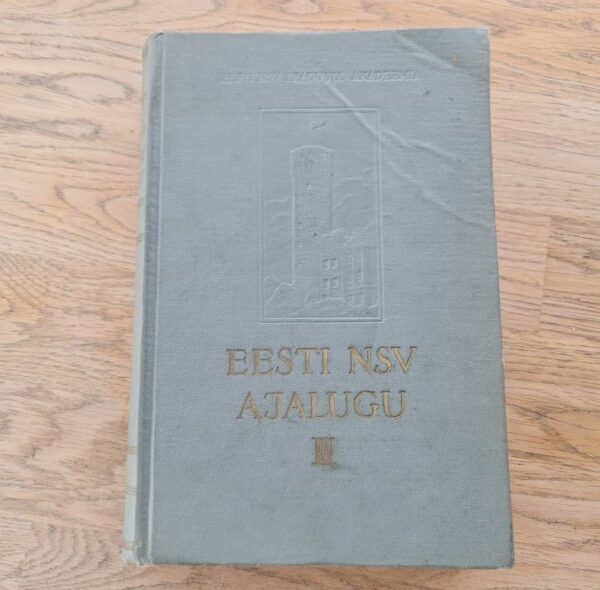 EESTI NSV TEADUSTE AKADEEMIA
EESTI NSV
AJALUGU
II